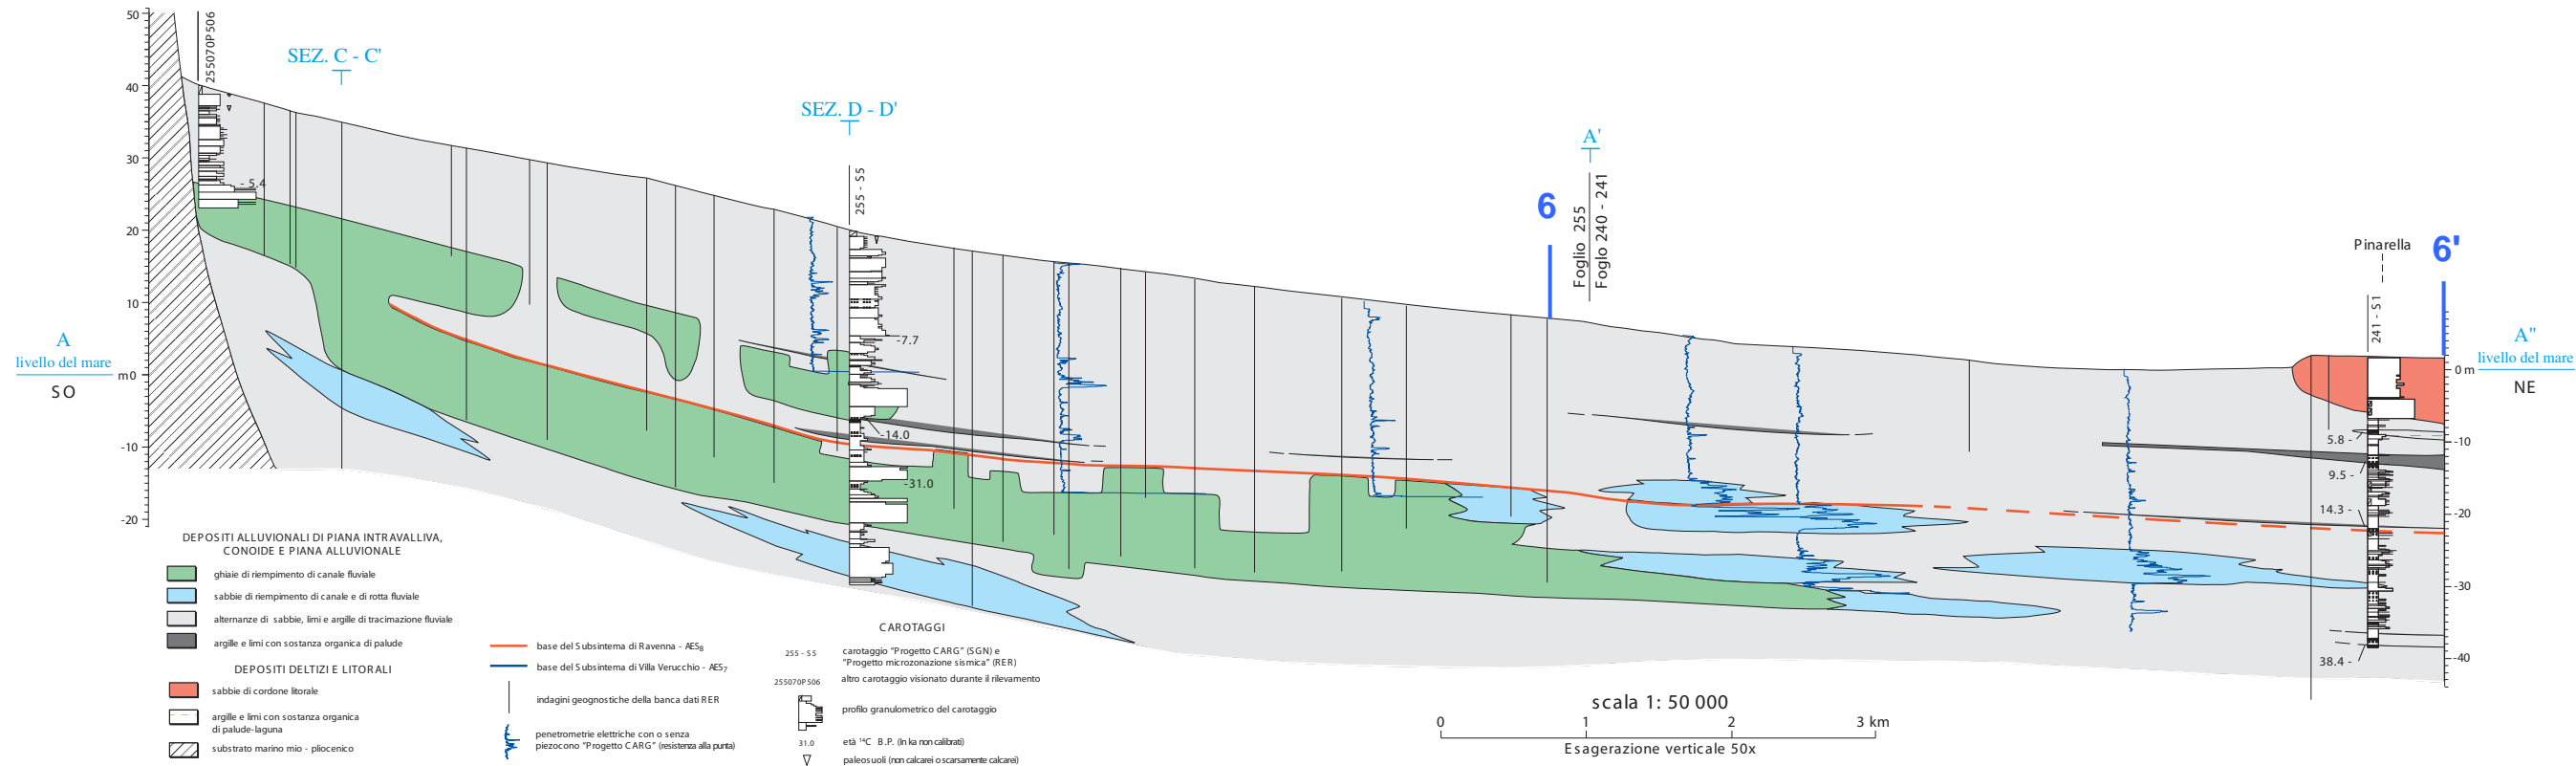 50
40
30
20
10
m 0
-10
-20
A
livello del mare
SO
255070P506
SEZ. C - C'
- 5.4
SEZ. D - D'
255 - S5
-7.7
-14.0
-31.0
6
A'
Foglio 255
Foglo 240 - 241
Pinarella
6'
241 - S1
5.8 -
9.5 -
14.3 -
38.4 -
A''
livello del mare
NE
0 m
-10
-20
-30
-40
DEPOSITI ALLUVIONALI DI PIANA INTRAVALLIVA,
CONOIDE E PIANA ALLUVIONALE
ghiaie di riempimento di canale fluviale
sabbie di riempimento di canale e di rotta fluviale
alternanze di sabbie, limi e argille di tracimazione fluviale
argille e limi con sostanza organica di palude
DEPOSITI DELTIZI E LITORALI
sabbie di cordone litorale
argille e limi con sostanza organica
di palude-laguna
substrato marino mio - pliocenico
base del Subsintema di Ravenna - AES8
base del Subsintema di Villa Verucchio - AES7
indagini geognostiche della banca dati RER
penetrometrie elettriche con o senza
piezocono "Progetto CARG" (resistenza alla punta)
CAROTAGGI
255 - S5
carotaggio "Progetto CARG" (SGN) e
"Progetto microzonazione sismica" (RER)
255070P506
altro carotaggio visionato durante il rilevamento
profilo granulometrico del carotaggio
31.0
età ¹⁴C B.P. (In ka non calibrati)
paleosuoli (non calcarei o scarsamente calcarei)
scala 1: 50 000
0 1 2 3 km
Esagerazione verticale 50x